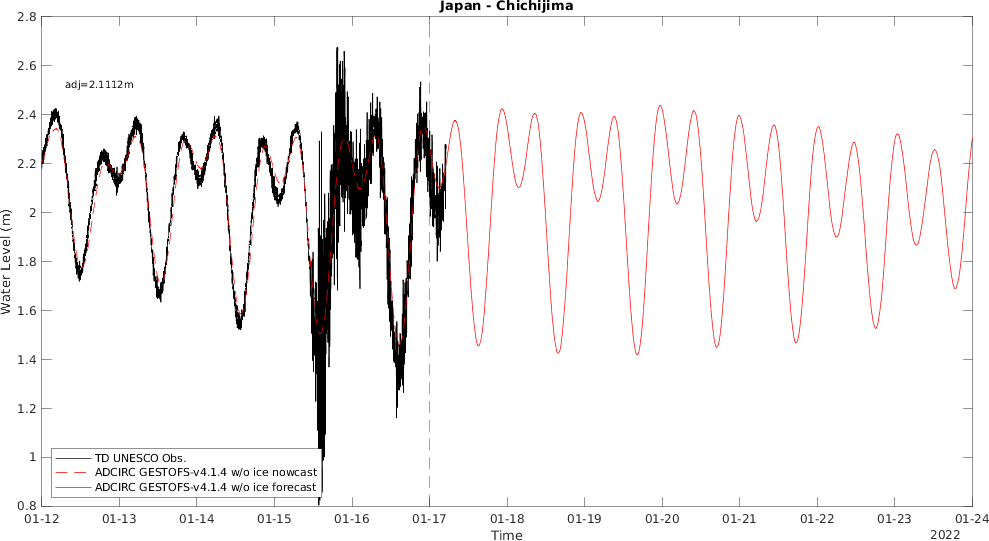 Japan - Chichijima
2.8
2.6
2.4
2.2
2
1.8
1.6
1.4
1.2
1
0.8
Water Level (m)
adj=2.1112m
TD UNESCO Obs.
ADCIRC GESTOFS-v4.1.4 w/o ice nowcast
ADCIRC GESTOFS-v4.1.4 w/o ice forecast
01-12 01-13 01-14 01-15 01-16 01-17 01-18 01-19 01-20 01-21 01-22 01-23 01-24
Time
2022